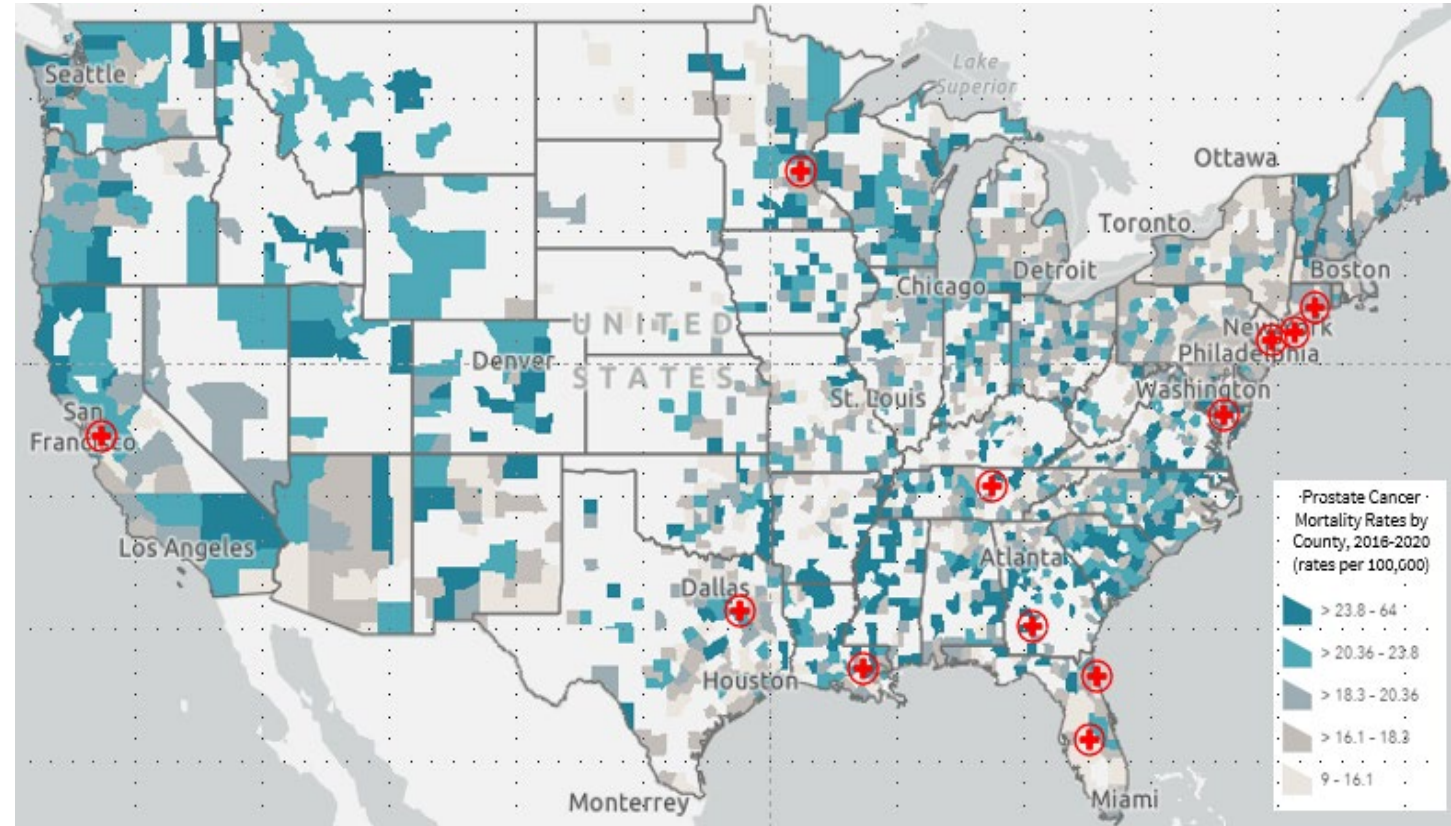 Seattle
Lake
Superior
Ottawa
Toronto
Boston
Detroit
Chicago
New York
UNITED
STATES
Denver
Philadelphia
Washington
St. Louis
San
Francisco
Los Angeles
Atlanta
Dallas
Houston
Monterrey
Miami
Prostate Cancer
Mortality Rates by
County, 2016-2020
(rates per 100,000)
> 23.8 - 64
> 20.36 - 23.8
> 18.3 - 20.36
> 16.1 - 18.3
9 - 16.1